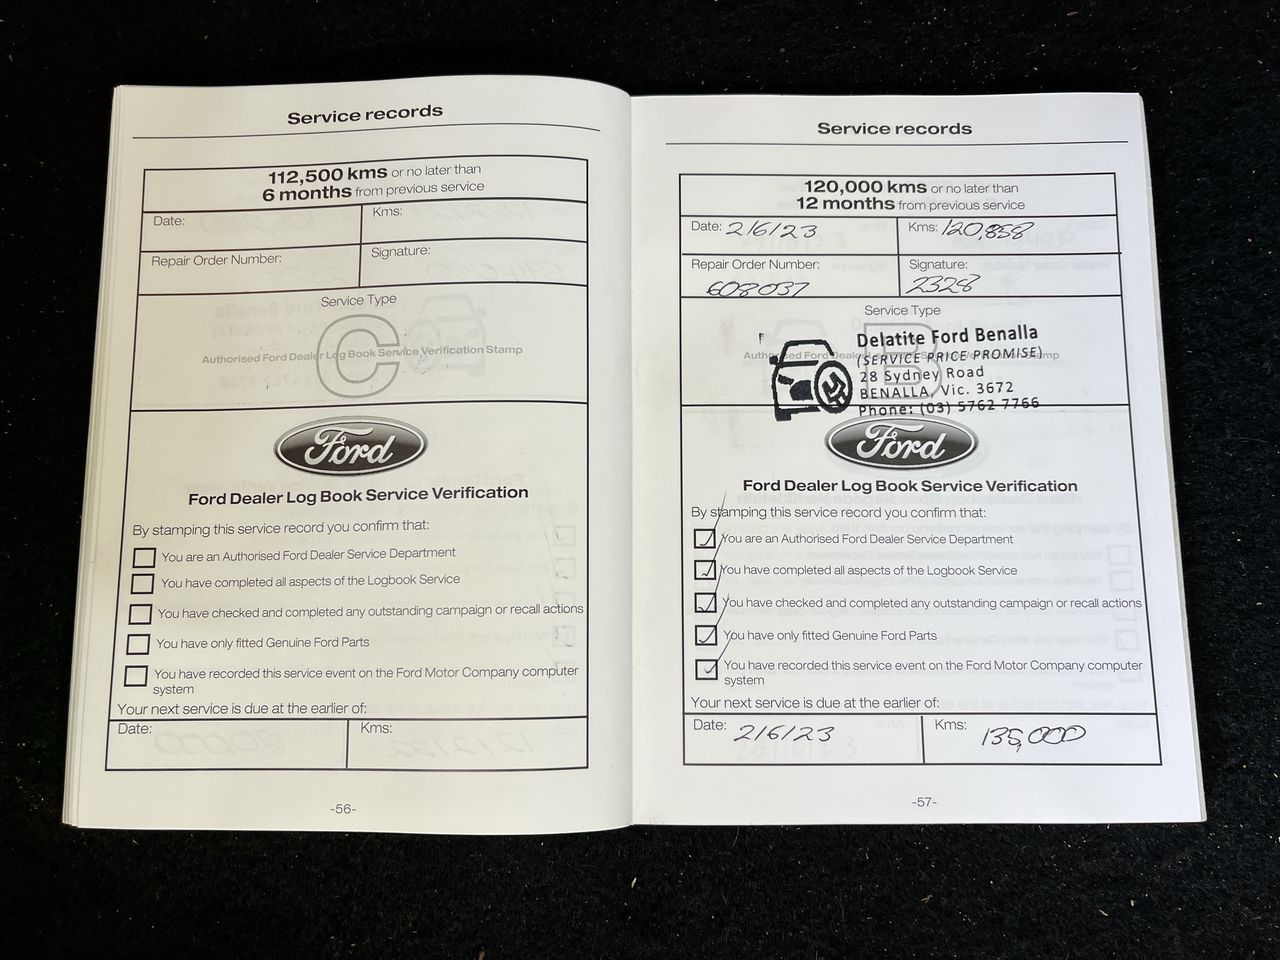 Service records
112,500 kms or no later than
6 months from previous service
Date:
Kms:
Repair Order Number:
Signature:
Service Type
C
Authorised Ford Dealer Log Book Service Verification Stamp
Ford
Ford Dealer Log Book Service Verification
By stamping this service record you confirm that:
You are an Authorised Ford Dealer Service Department
You have completed all aspects of the Logbook Service
You have checked and completed any outstanding campaign or recall actions
You have only fitted Genuine Ford Parts
You have recorded this service event on the Ford Motor Company computer
system
Your next service is due at the earlier of:
Date:
Kms:
-56-
Service records
120,000 kms or no later than
12 months from previous service
Date: 2/6/23
Kms: 120,858
Repair Order Number:
608037
Signature:
2328
Service Type
B
Authorised Ford Dealer Log Book Service Verification Stamp
Delatite Ford Benalla
(SERVICE PRICE PROMISE)
28 Sydney Road
BENALLA, Vic. 3672
Phone: (03) 5762 7766
Ford
Ford Dealer Log Book Service Verification
By stamping this service record you confirm that:
You are an Authorised Ford Dealer Service Department
You have completed all aspects of the Logbook Service
You have checked and completed any outstanding campaign or recall actions
You have only fitted Genuine Ford Parts
You have recorded this service event on the Ford Motor Company computer
system
Your next service is due at the earlier of:
Date: 2/6/23
Kms: 135,000
-57-